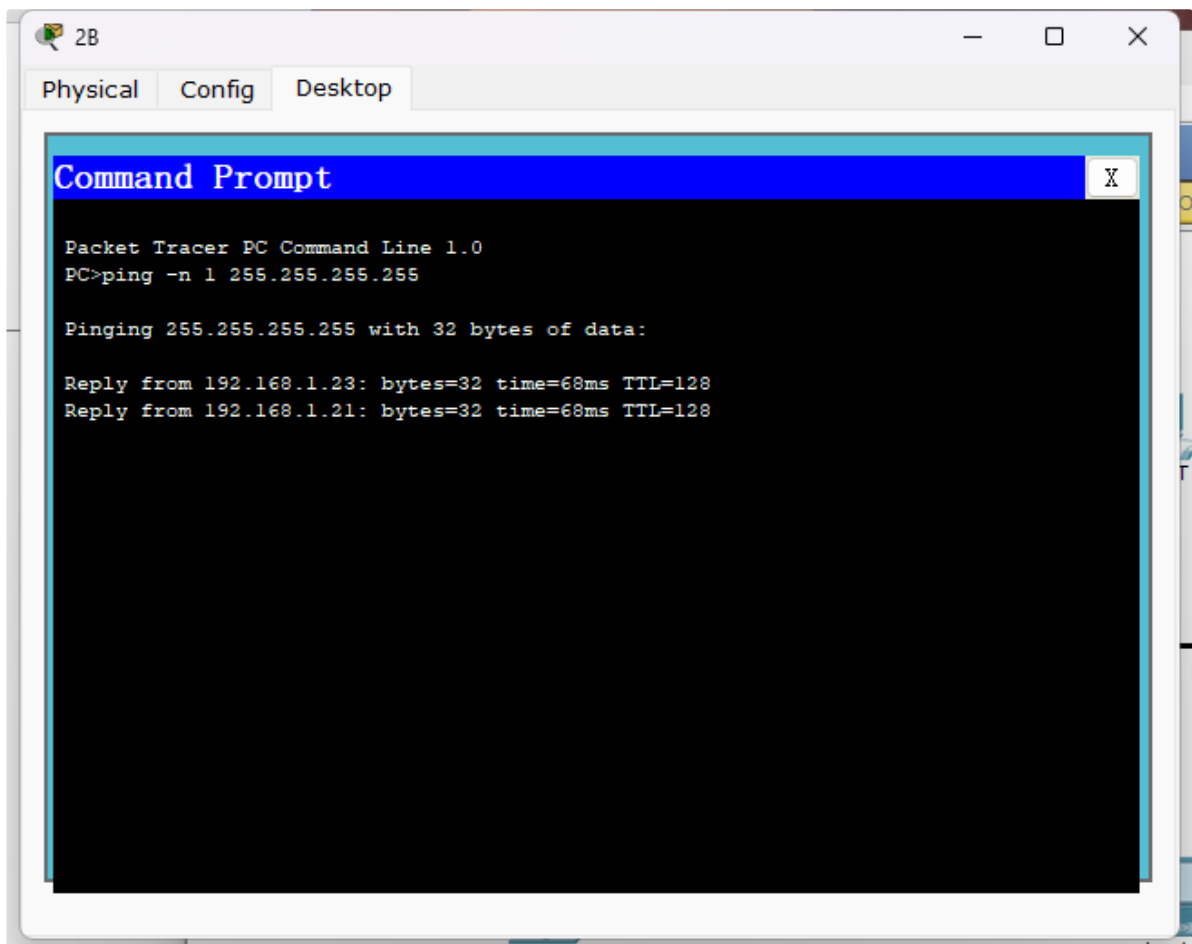 2B
Physical Config Desktop
Command Prompt
X
Packet Tracer PC Command Line 1.0
PC>ping -n 1 255.255.255.255
Pinging 255.255.255.255 with 32 bytes of data:
Reply from 192.168.1.23: bytes=32 time=68ms TTL=128
Reply from 192.168.1.21: bytes=32 time=68ms TTL=128
T